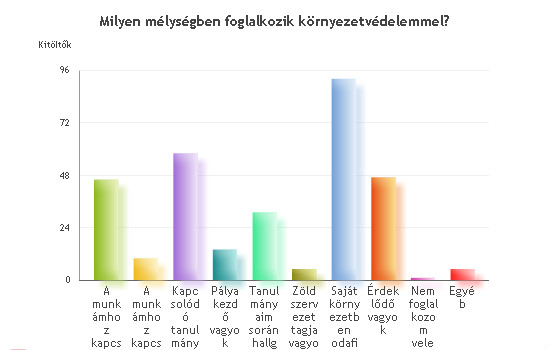 Milyen mélységben foglalkozik környezetvédelemmel?
Kitöltők
96
72
48
24
0
A
munk
ámho
z
kapcs
A
munk
ámho
z
kapcs
Kapc
solód
ó
tanul
mány
Pálya
kezd
ő
vagyo
k
Tanul
mány
aim
során
hallg
Zöld
szerv
ezet
tagja
vagyo
Saját
körny
ezetb
en
odafi
Érdek
lődő
vagyo
k
Nem
foglal
kozo
m
vele
Egyé
b